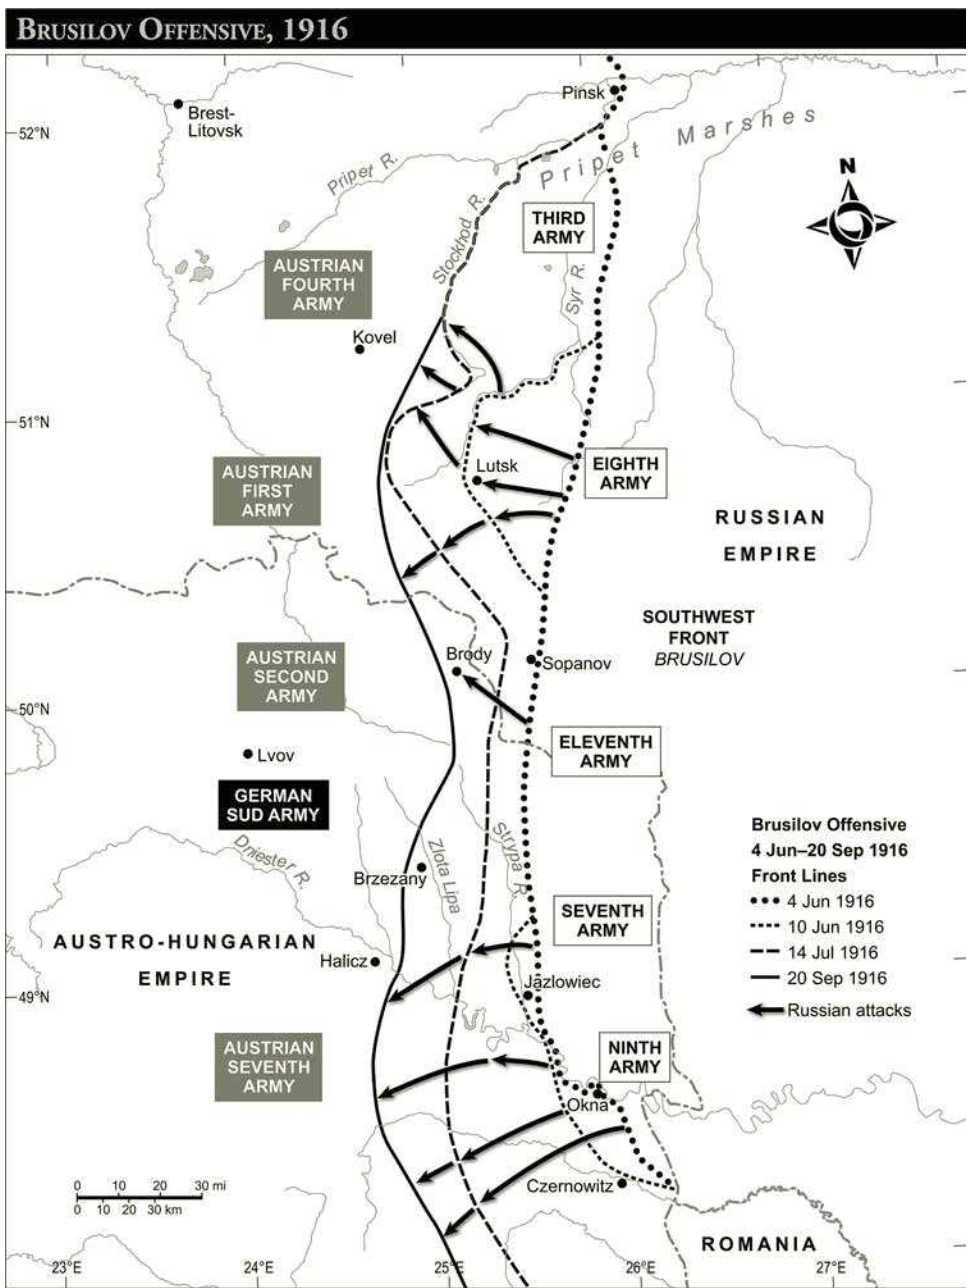 BRUSILOV OFFENSIVE, 1916
Pinsk
Brest-
Litovsk
52°N
Pripet Marshes
Pripet R.
N
THIRD
ARMY
Stockhod R.
AUSTRIAN
FOURTH
ARMY
Syr R.
Kovel
51°N
AUSTRIAN
FIRST
ARMY
Lutsk
EIGHTH
ARMY
RUSSIAN
EMPIRE
SOUTHWEST
FRONT
BRUSILOV
AUSTRIAN
SECOND
ARMY
Brody
Sopanov
50°N
ELEVENTH
ARMY
Lvov
GERMAN
SUD ARMY
Dniester R.
Zlota Lipa
Strypa R.
Brzezany
Brusilov Offensive
4 Jun–20 Sep 1916
Front Lines
4 Jun 1916
10 Jun 1916
14 Jul 1916
20 Sep 1916
Russian attacks
SEVENTH
ARMY
AUSTRO-HUNGARIAN
EMPIRE
Halicz
Jazlowiec
49°N
AUSTRIAN
SEVENTH
ARMY
NINTH
ARMY
Okna
Czernowitz
0 10 20 30 mi
0 10 20 30 km
ROMANIA
23°E
24°E
25°E
26°E
27°E